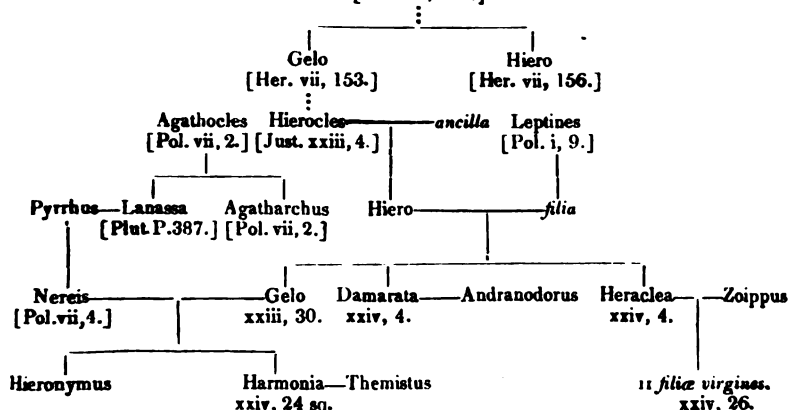 Gelo Hiero
[Her. vii, 153.] [Her. vii, 156.]
Agathocles Hierocles ancilla Leptines
[Pol. vii, 2.] [Just. xxiii, 4.] [Pol. i, 9.]
Pyrrhos Lanassa Agatharchus Hiero filia
[Plut. P. 387.] [Pol. vii, 2.]
Nereis Gelo Damarata Andranodorus Heraclea Zoippus
[Pol. vii, 4.] xxiii, 30. xxiv, 4. xxiv, 4.
Hieronymus Harmonia Themistus II filiæ virgines.
xxiv, 24 sq. xxiv, 26.